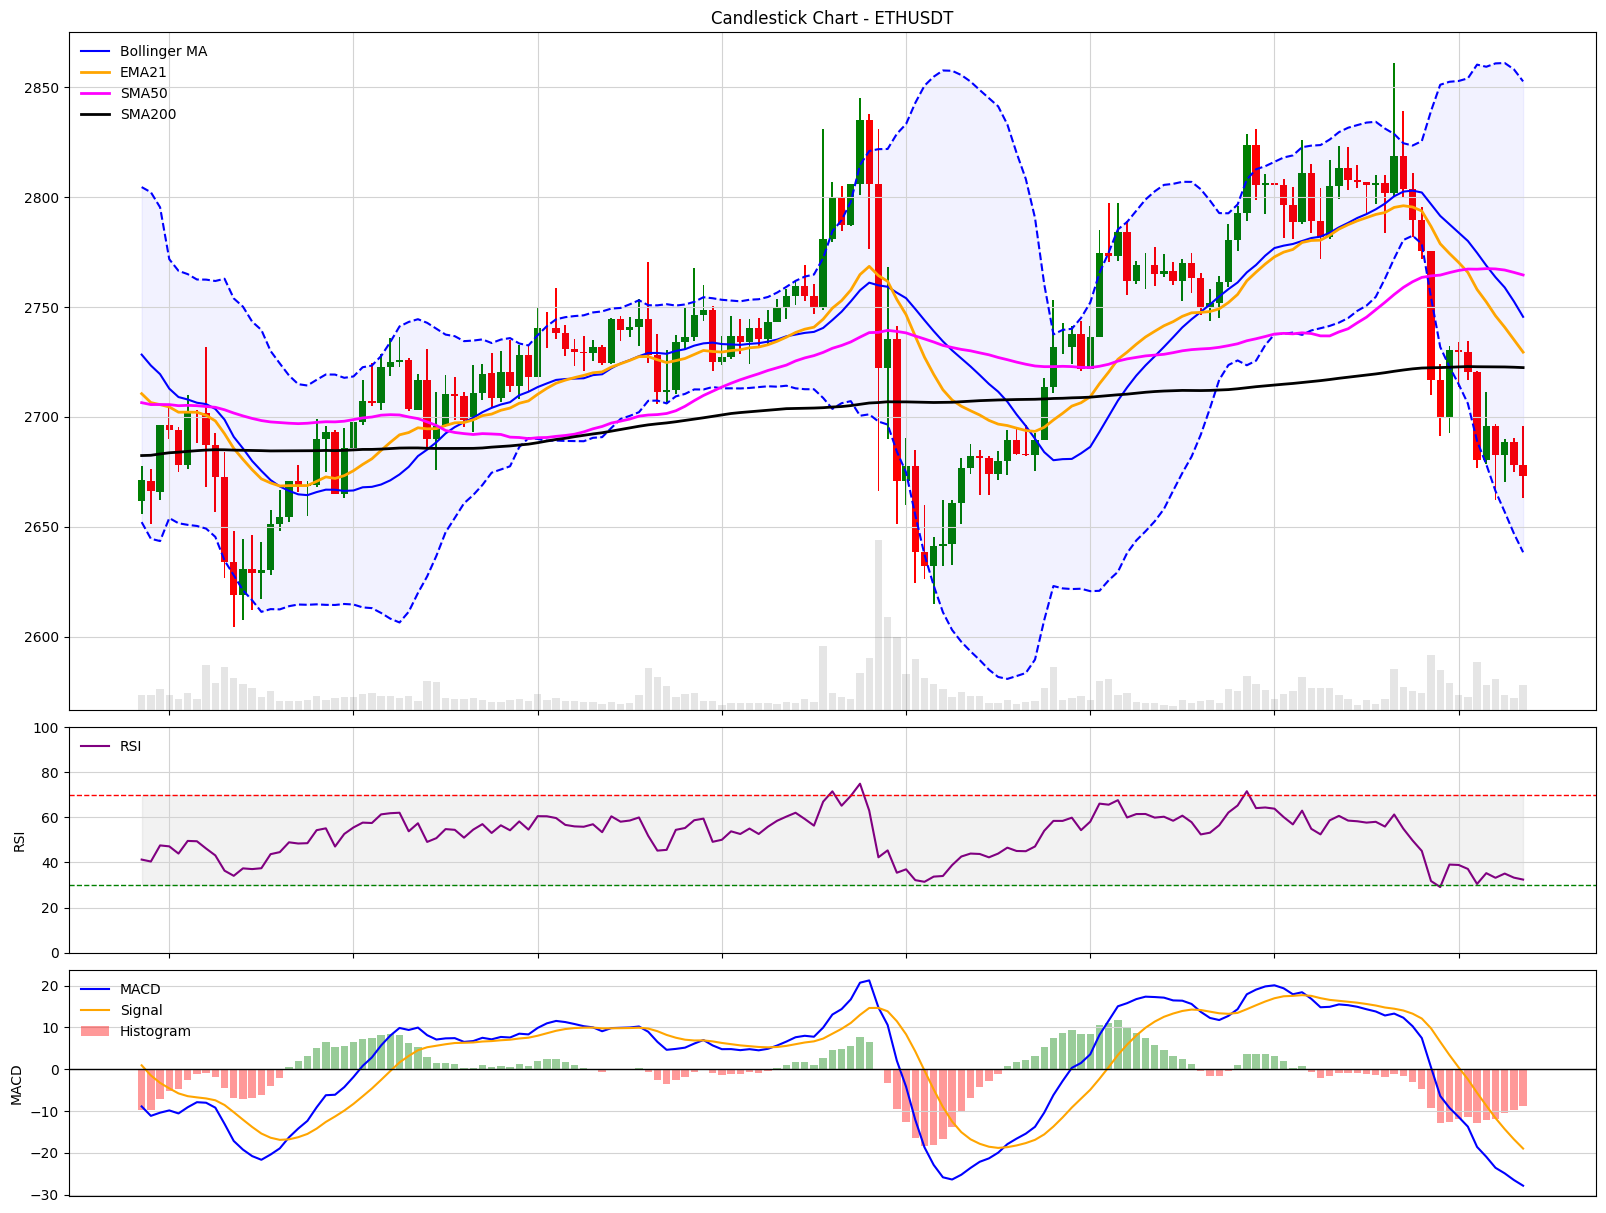 Candlestick Chart - ETHUSDT
Bollinger MA
EMA21
SMA50
SMA200
2850
2800
2750
2700
2650
2600
RSI
100
80
60
40
20
0
RSI
MACD
Signal
Histogram
20
10
0
−10
−20
−30
MACD